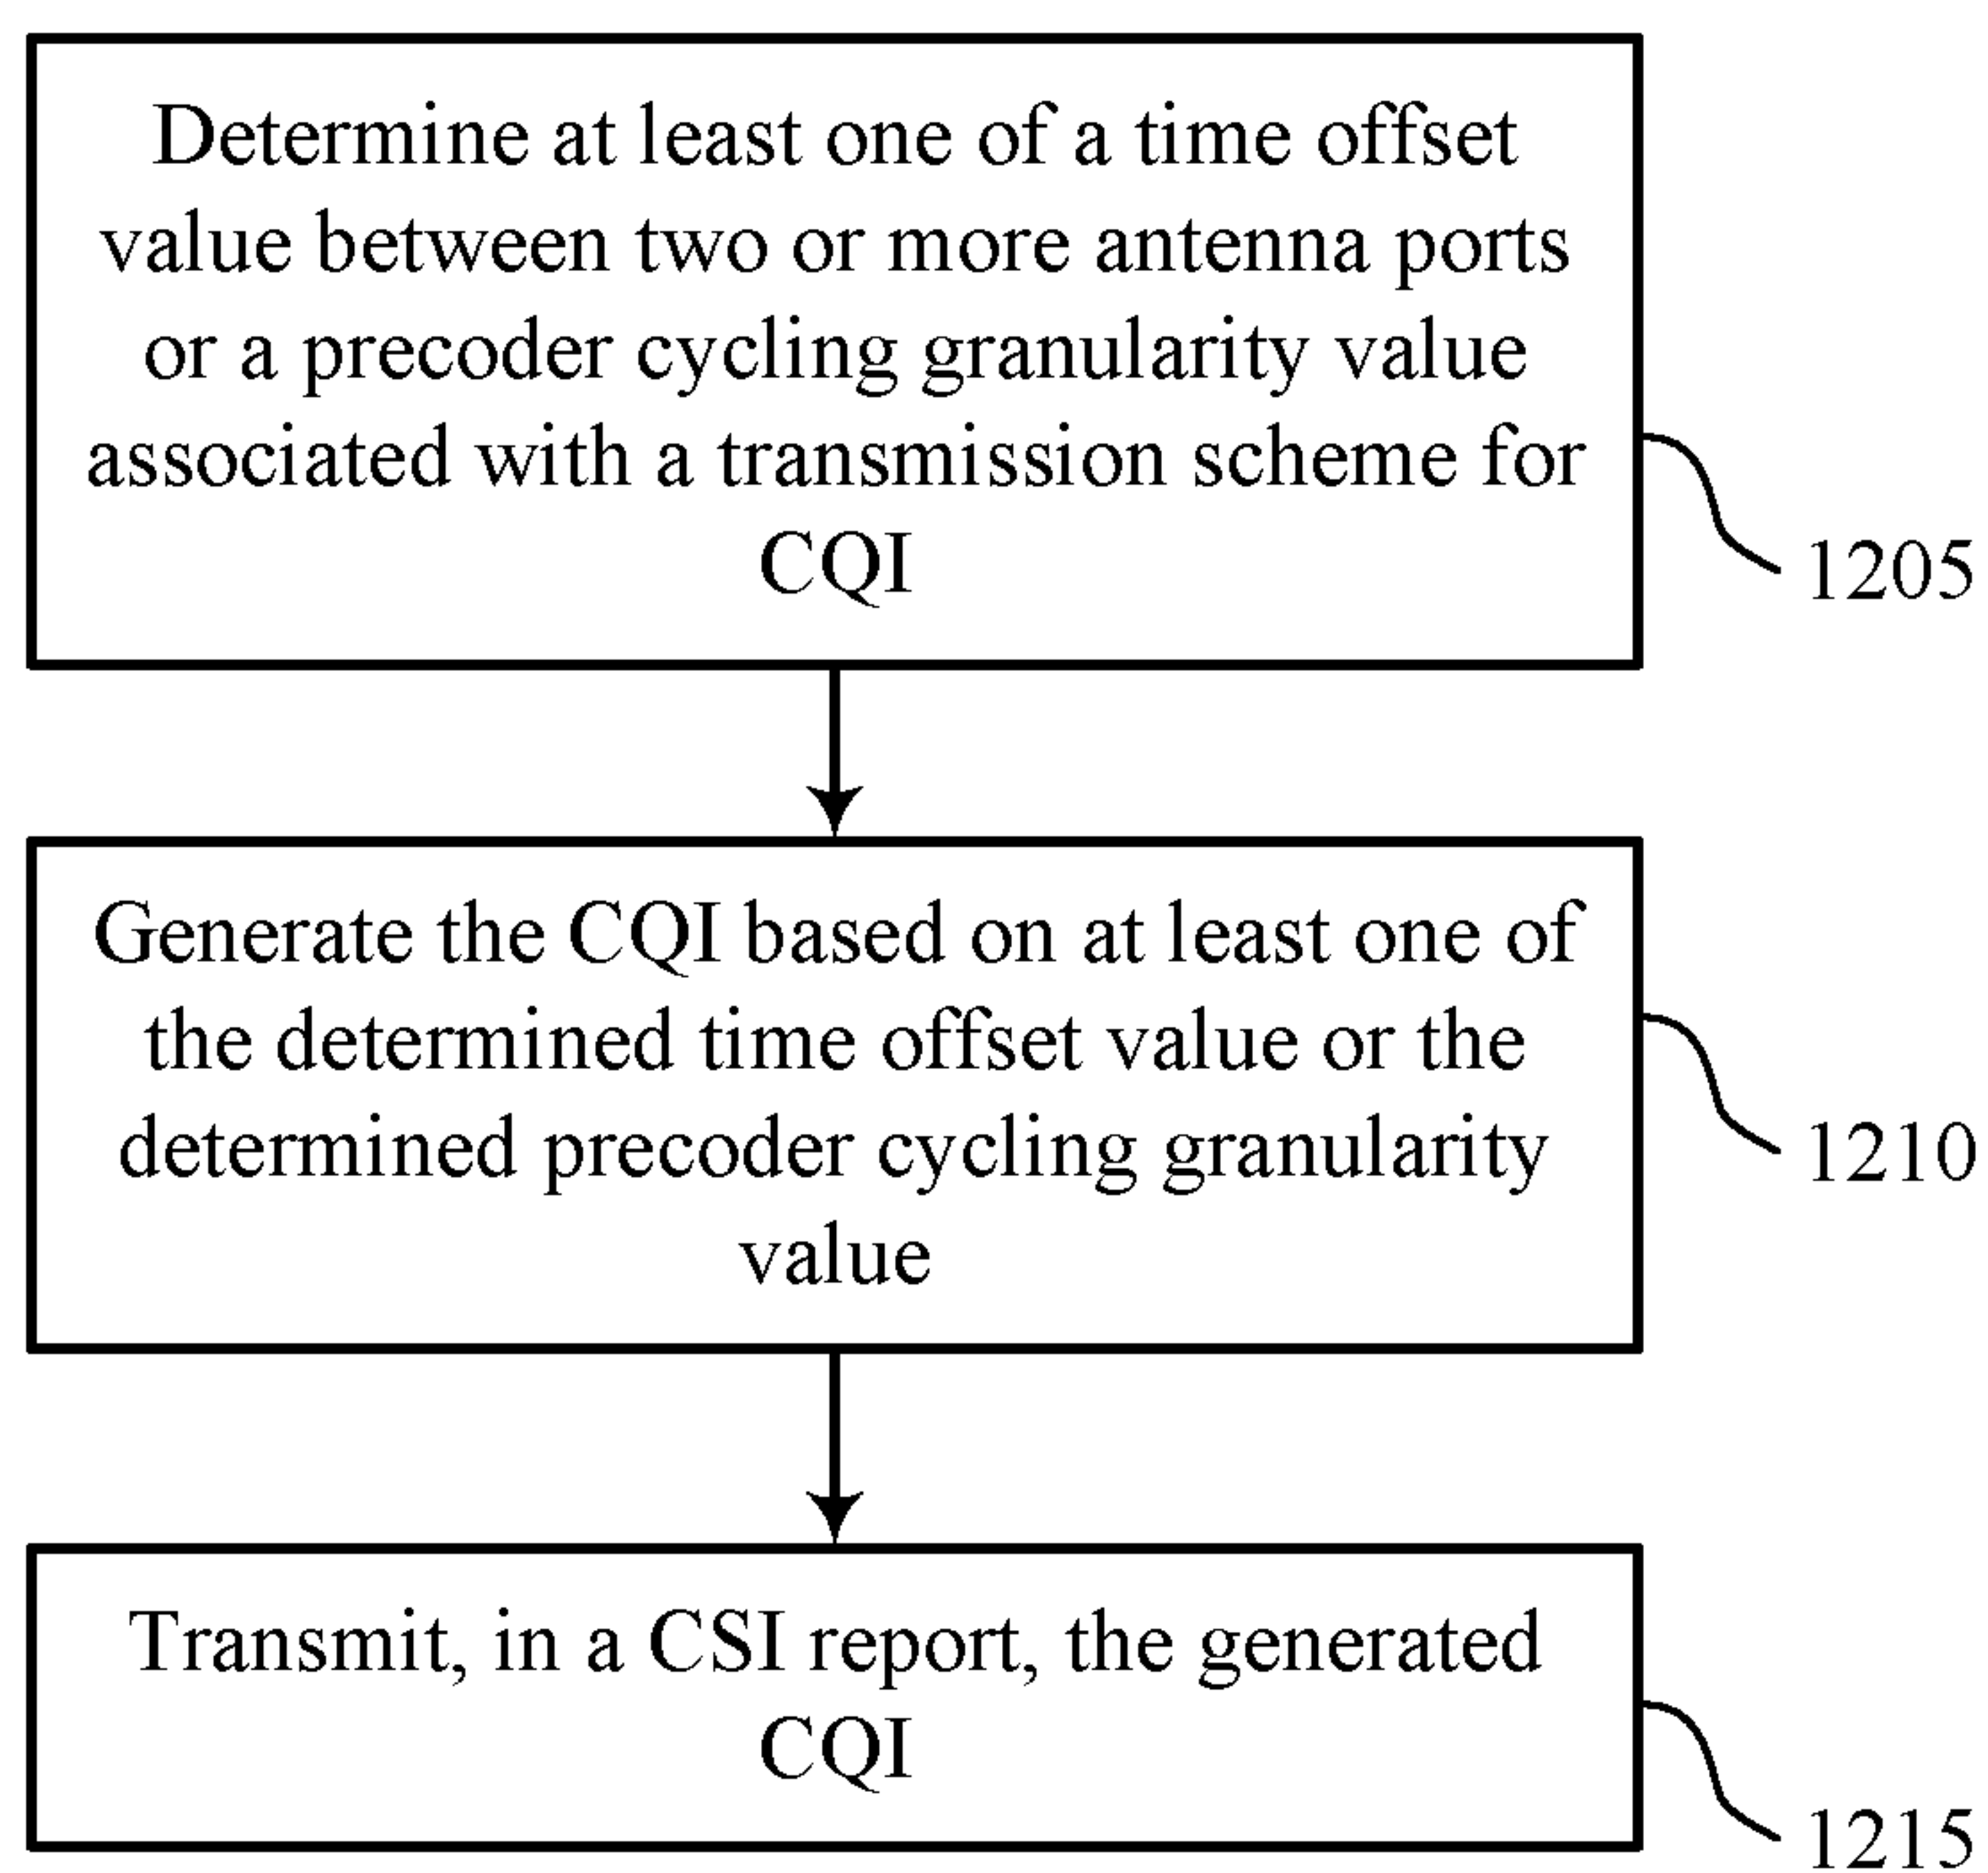 Determine at least one of a time offset
value between two or more antenna ports
or a precoder cycling granularity value
associated with a transmission scheme for
CQI
1205
Generate the CQI based on at least one of
the determined time offset value or the
determined precoder cycling granularity
value
1210
Transmit, in a CSI report, the generated
CQI
1215